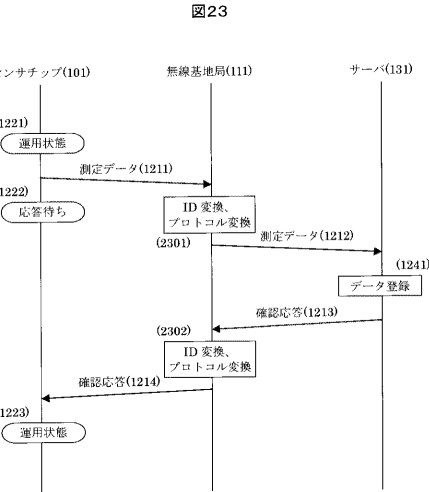 図23
ンサチップ(101)
無線基地局(111)
サーバ(131)
1221)
運用状態
測定データ(1211)
1222)
応答待ち
ID 変換、
プロトコル変換
(2301)
測定データ(1212)
(1241)
データ登録
確認応答(1213)
(2302)
ID 変換、
プロトコル変換
確認応答(1214)
1223)
運用状態